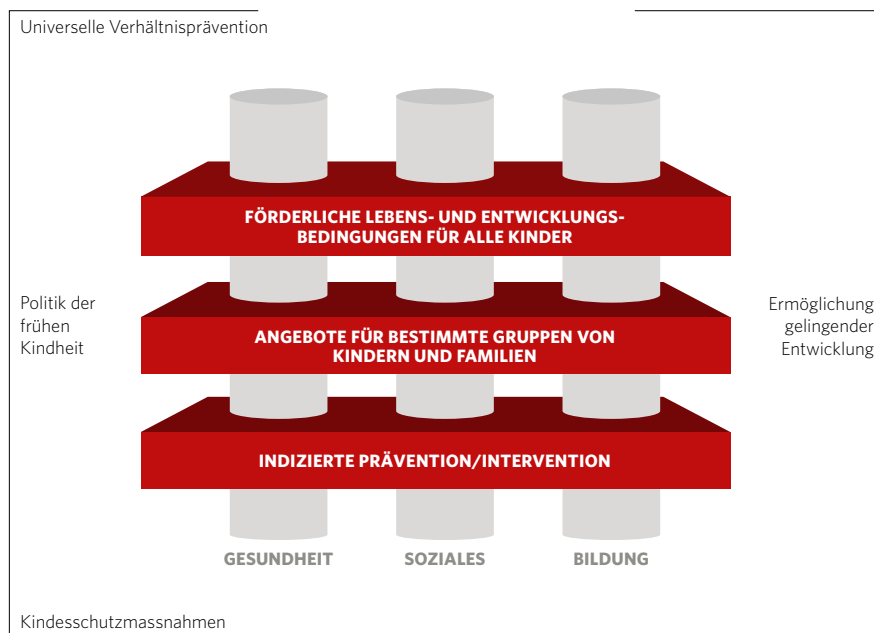 Universelle Verhältnisprävention
FÖRDERLICHE LEBENS- UND ENTWICKLUNGS-
BEDINGUNGEN FÜR ALLE KINDER
Politik der
frühen
Kindheit
ANGEBOTE FÜR BESTIMMTE GRUPPEN VON
KINDERN UND FAMILIEN
Ermöglichung
gelingender
Entwicklung
INDIZIERTE PRÄVENTION/INTERVENTION
GESUNDHEIT
SOZIALES
BILDUNG
Kindesschutzmassnahmen